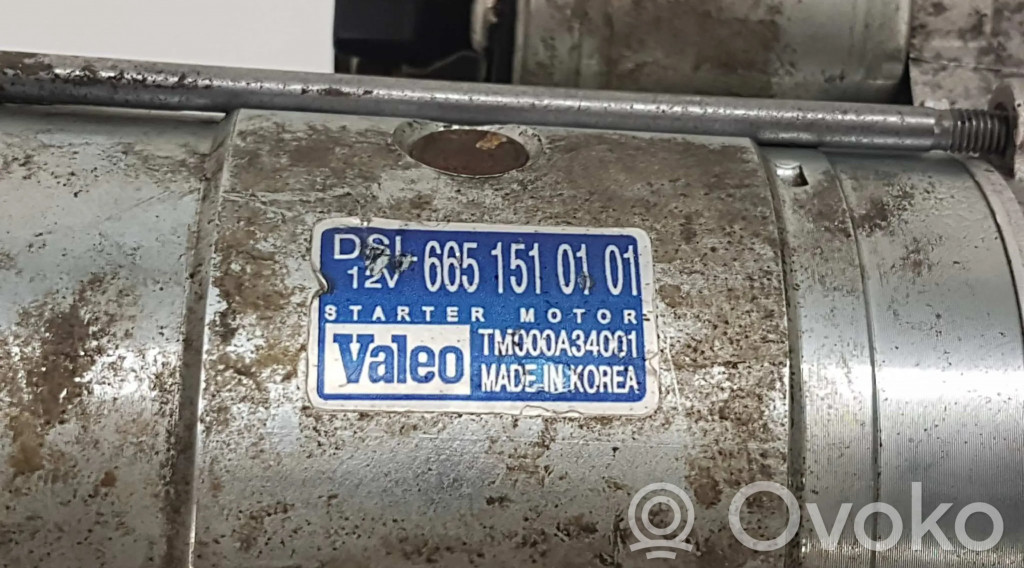 DSL 665 151 01 01
12V
STARTER MOTOR
Valeo TM000A34001
MADE IN KOREA
Ovoko